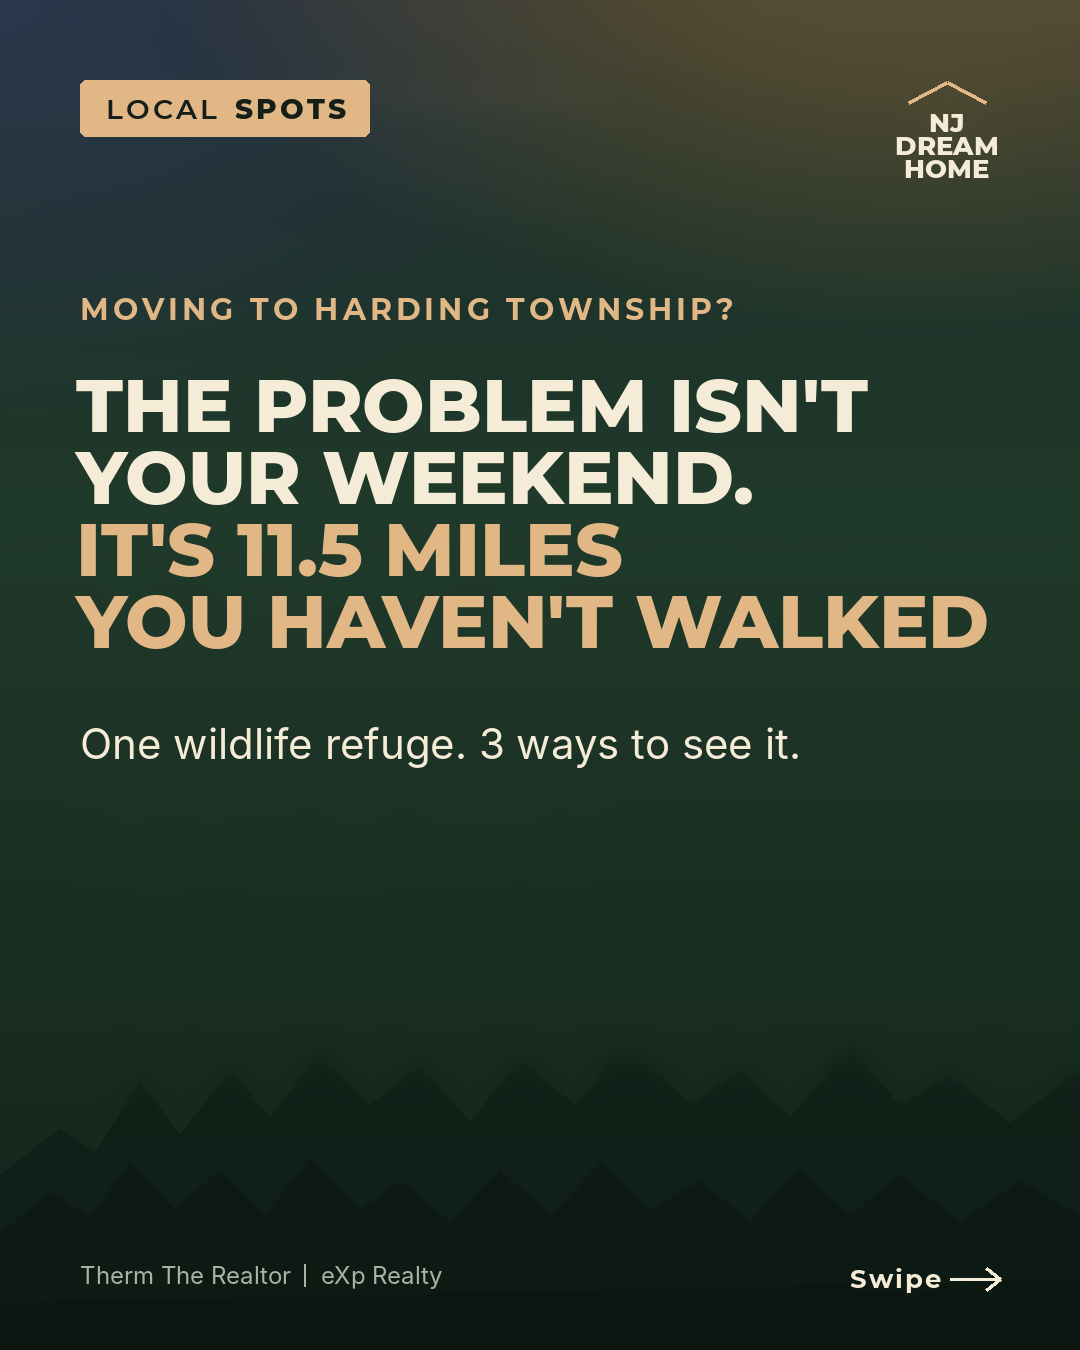 LOCAL SPOTS
NJ
DREAM
HOME
MOVING TO HARDING TOWNSHIP?
THE PROBLEM ISN'T
YOUR WEEKEND.
IT'S 11.5 MILES
YOU HAVEN'T WALKED
One wildlife refuge. 3 ways to see it.
Therm The Realtor | eXp Realty
Swipe